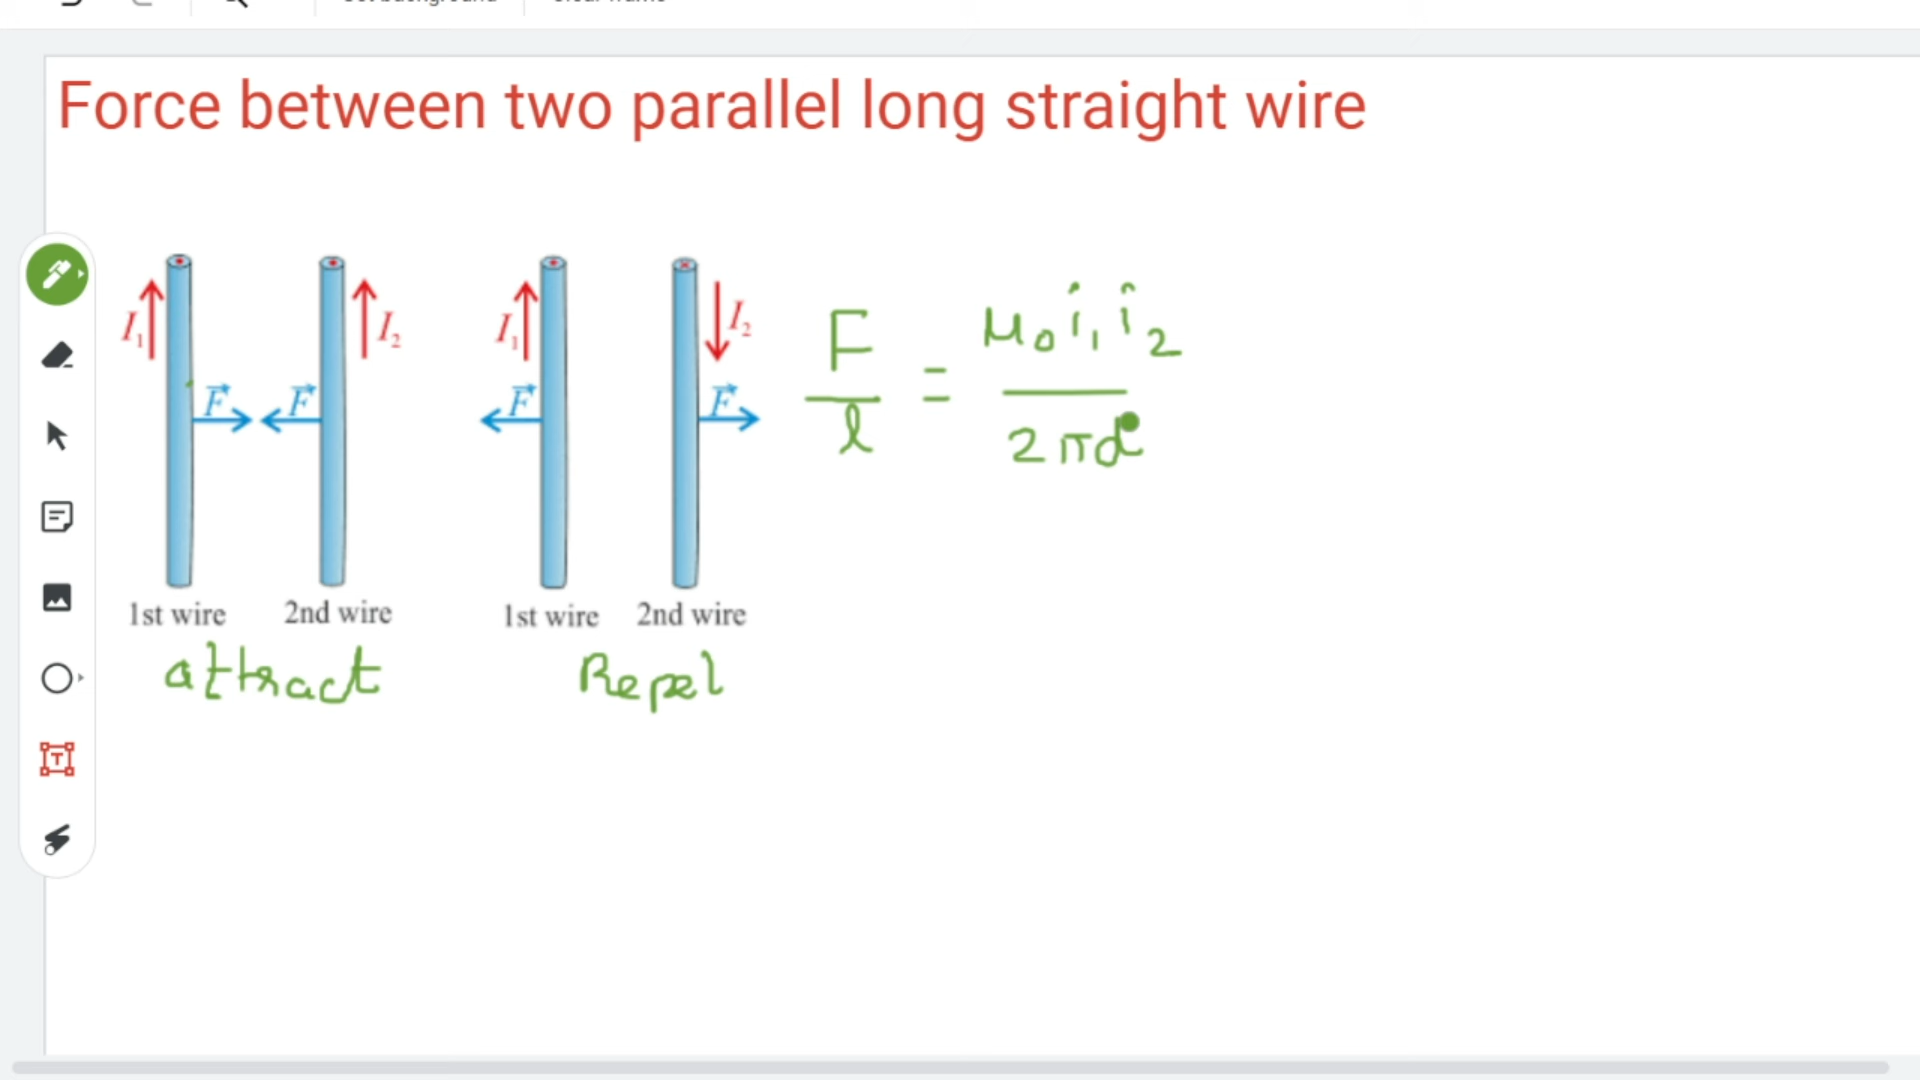 Force between two parallel long straight wire
I₁ I₂ I₁ I₂
F⃗ F⃗ F⃗ F⃗
F/l = μ₀i₁i₂/2πd
1st wire 2nd wire 1st wire 2nd wire
attract Repel